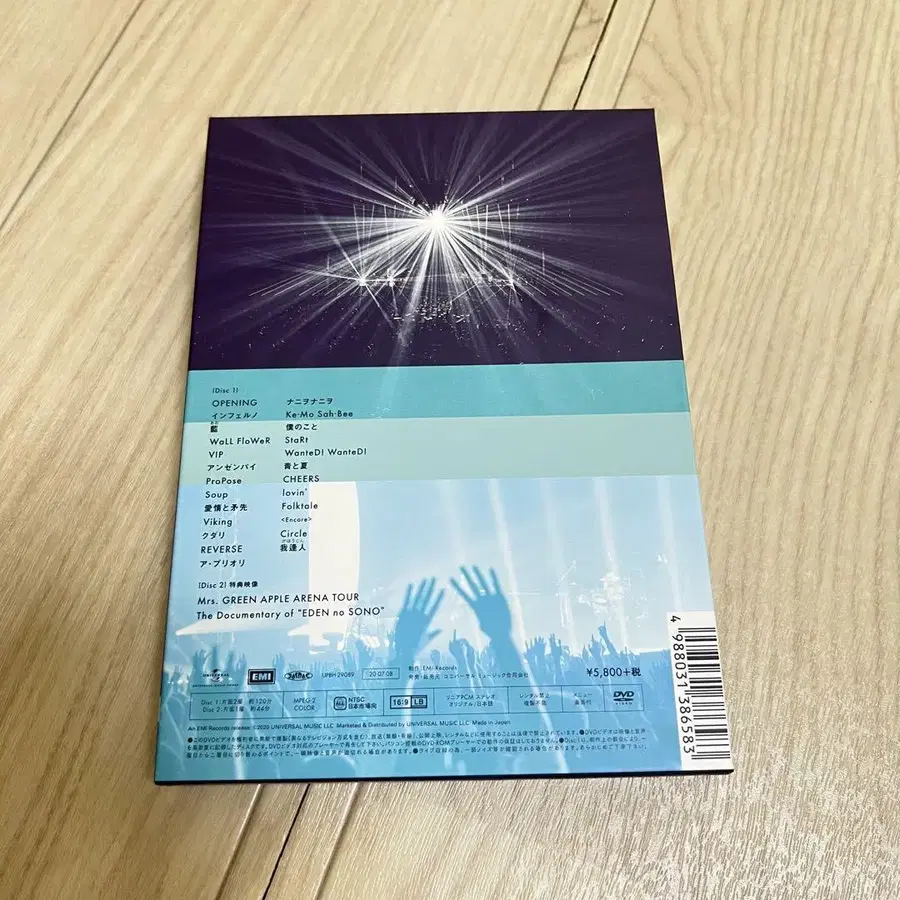 [Disc 1]
OPENING
インフェルノ
藍
あお
WaLL FloWeR
VIP
アンゼンパイ
ProPose
Soup
愛情と矛先
Viking
クダリ
REVERSE
ア・プリオリ
ナニヲナニヲ
Ke-Mo Sah-Bee
僕のこと
StaRt
WanteD! WanteD!
青と夏
CHEERS
lovin'
Folktale
<Encore>
Circle
我逢人
[Disc 2] 特典映像
Mrs. GREEN APPLE ARENA TOUR
The Documentary of "EDEN no SONO"
UNIVERSAL
EMI
UPBH-29089
20・07・08
制作 EMI Records
発売・販売元 ユニバーサル ミュージック合同会社
¥5,800+税
Disc 1:片面2層 約120分
Disc 2:片面1層 約44分
MPEG-2
COLOR
ALL
NTSC
日本市場向
16:9 LB
リニアPCM ステレオ
オリジナル/日本語
レンタル禁止
複製不能
メニュー
画面付
DVD
VIDEO
An EMI Records release; ©2020 UNIVERSAL MUSIC LLC Marketed & Distributed by UNIVERSAL MUSIC LLC Made in Japan
4 988031 386583